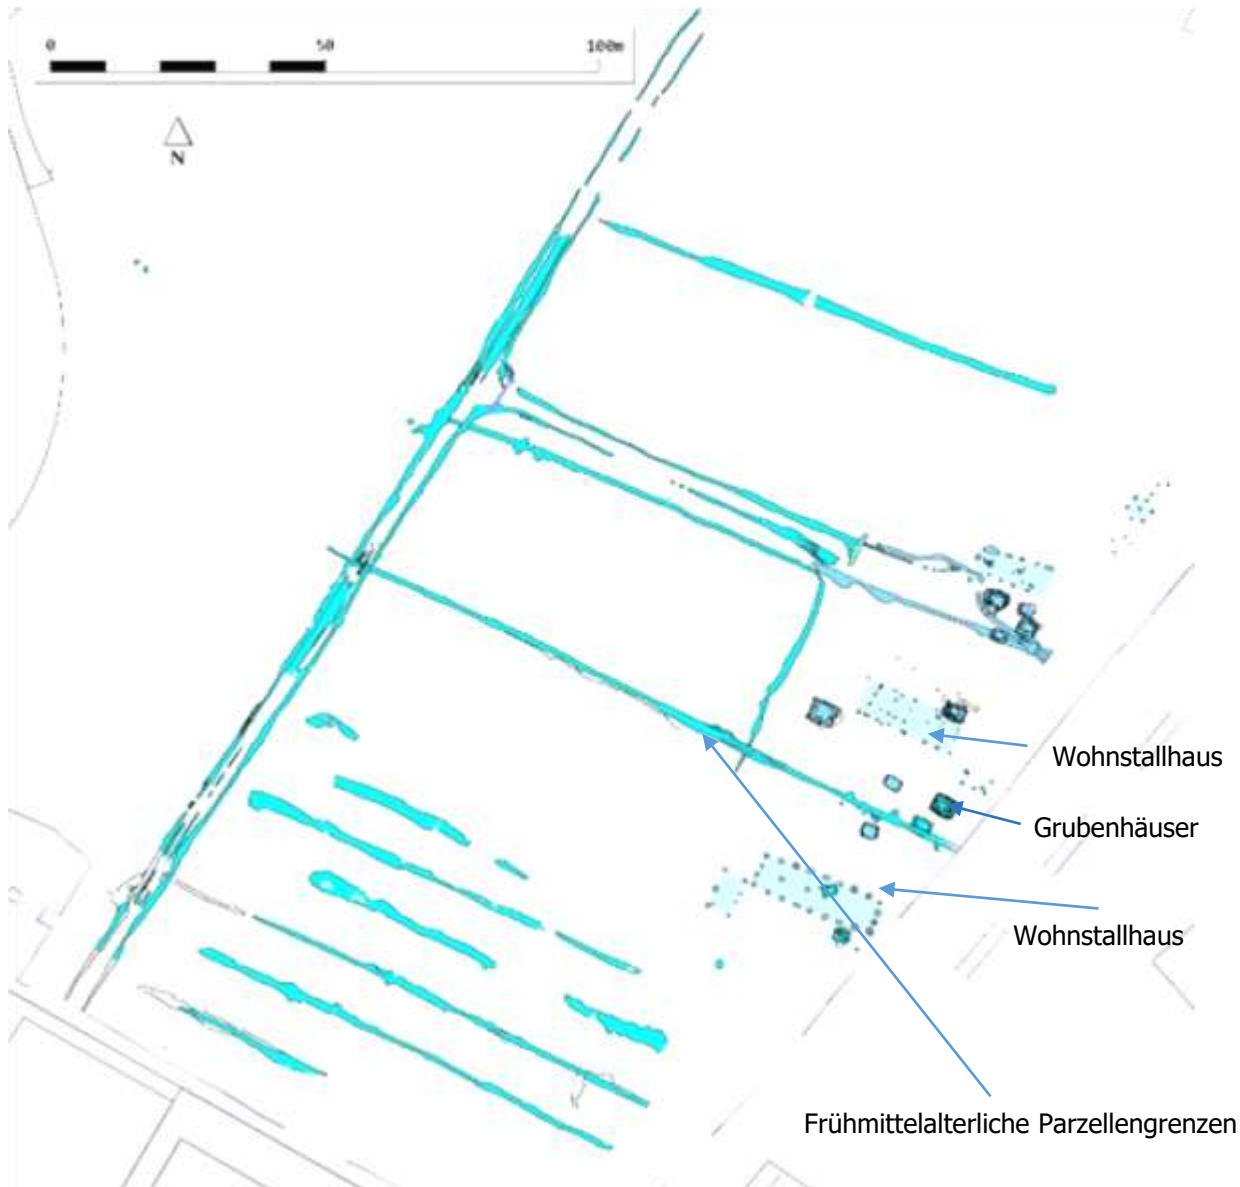 0 50 100m
N
Wohnstallhaus
Grubenhäuser
Wohnstallhaus
Frühmittelalterliche Parzellengrenzen